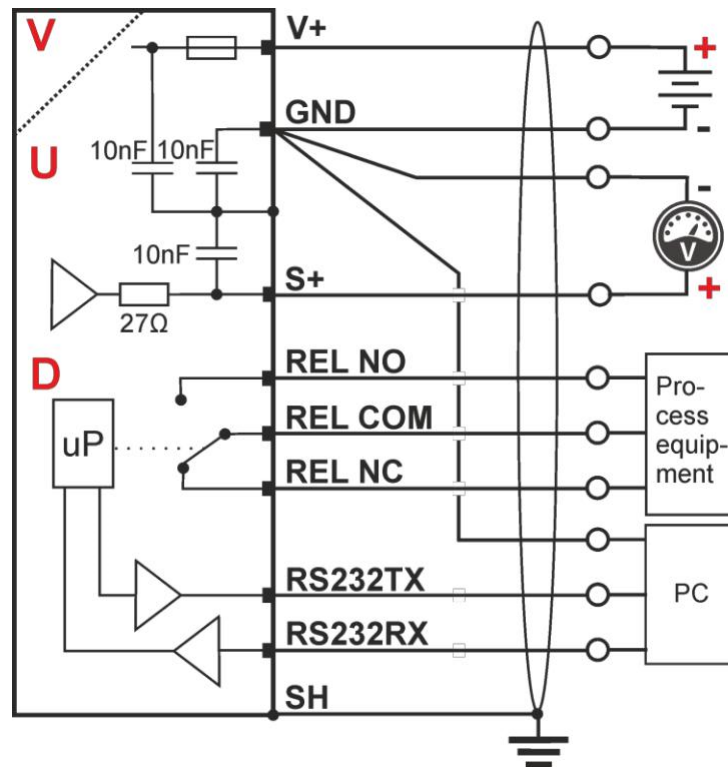 V
V+
+
GND
-
U
10nF
10nF
-
V
10nF
S+
+
27Ω
D
REL NO
Pro-
cess
equip-
ment
REL COM
uP
REL NC
RS232TX
PC
RS232RX
SH